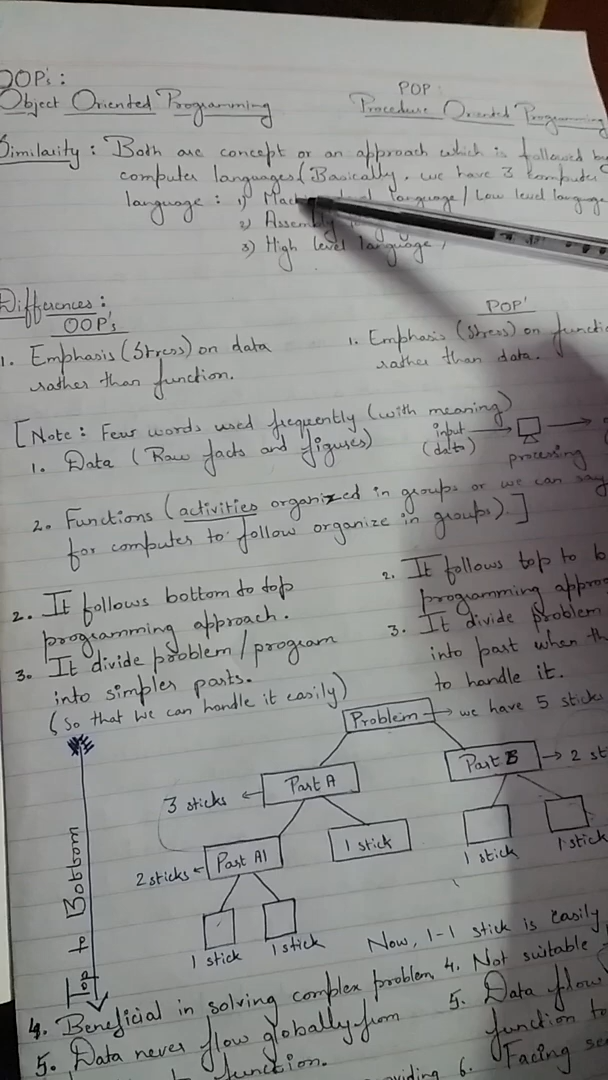 OOP's :
POP
Object Oriented Programming
Procedure Oriented Programming
Similarity : Both are concept or an approach which is followed by
computer languages (Basically, we have 3 computer
language : 1) level language / Low level language
2) Assembly
3) High level language
Differences :
OOP's
POP'
1. Emphasis (Stress) on data
rather than function.
1. Emphasis (Stress) on
rather than data.
[Note : Few words used frequently (with meaning)
1. Data (Raw facts and figures)
input
(data)
processing
2. Functions (activities organized in groups or we can say
for computer to follow organize in groups).]
2. It follows bottom to top
programming approach.
3. It divide problem / program
into simpler parts.
(So that we can handle it easily)
2. It follows top to
programming
3. It divide problem
into part when
to handle it.
Problem → we have 5 sticks
Part A
3 sticks
Part B → 2
Part A1
2 sticks
1 stick
1 stick
1 stick
1 stick
1 stick
Top to Bottom
Now, 1-1 stick is easily
4. Beneficial in solving complex problem
5. Data never flow globally from
function.
4. Not suitable
5. Data flow
function to
6. Facing